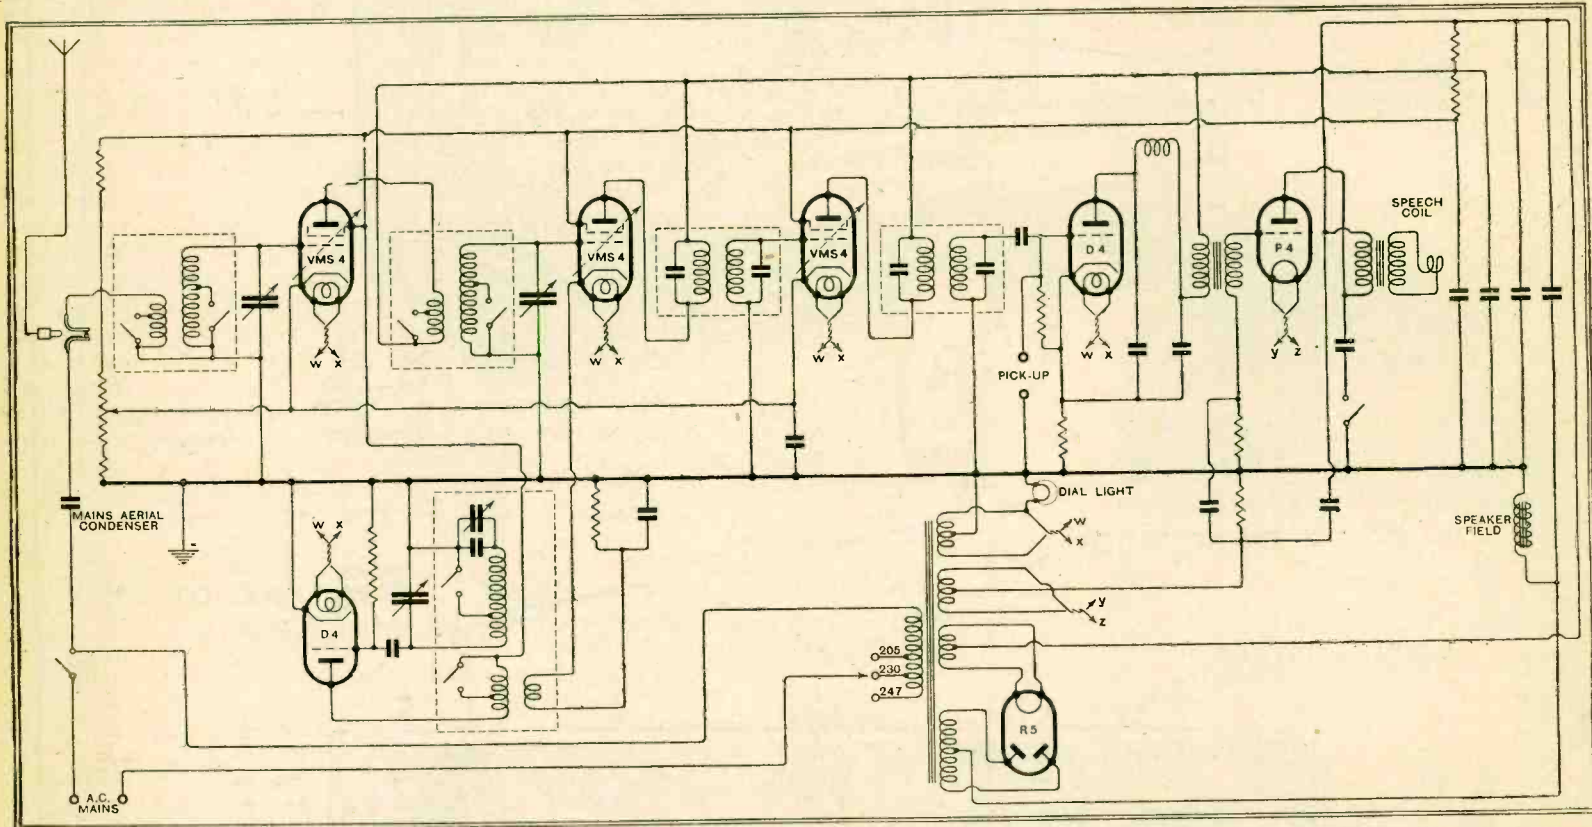 SPEECH
COIL
VMS 4
VMS 4
VMS 4
D 4
P 4
W X
W X
W X
W X
Y Z
PICK-UP
MAINS AERIAL
CONDENSER
W X
DIAL LIGHT
W
X
SPEAKER
FIELD
Y
Z
D 4
205
230
247
R 5
A.C.
MAINS